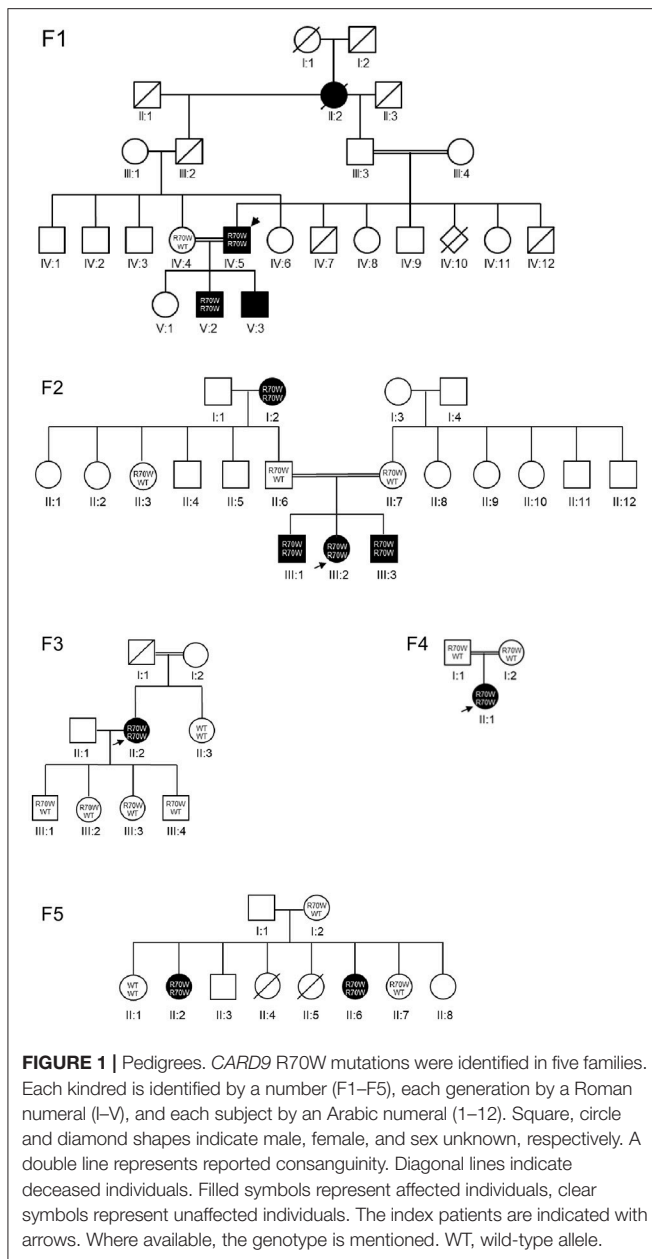 F1
I:1 I:2
II:1 II:2 II:3
III:1 III:2 III:3 III:4
R70W R70W
WT R70W
IV:1 IV:2 IV:3 IV:4 IV:5 IV:6 IV:7 IV:8 IV:9 IV:10 IV:11 IV:12
R70W
R70W
V:1 V:2 V:3
F2
R70W
R70W
I:1 I:2 I:3 I:4
R70W R70W R70W
WT WT WT
II:1 II:2 II:3 II:4 II:5 II:6 II:7 II:8 II:9 II:10 II:11 II:12
R70W R70W R70W
R70W R70W R70W
III:1 III:2 III:3
F3
I:1 I:2
R70W WT
R70W WT
II:1 II:2 II:3
R70W R70W R70W R70W
WT WT WT WT
III:1 III:2 III:3 III:4
F4
R70W R70W
WT WT
I:1 I:2
R70W
R70W
II:1
F5
R70W
WT
I:1 I:2
WT R70W R70W R70W
WT R70W R70W WT
II:1 II:2 II:3 II:4 II:5 II:6 II:7 II:8
FIGURE 1 | Pedigrees. CARD9 R70W mutations were identified in five families.
Each kindred is identified by a number (F1–F5), each generation by a Roman
numeral (I–V), and each subject by an Arabic numeral (1–12). Square, circle
and diamond shapes indicate male, female, and sex unknown, respectively. A
double line represents reported consanguinity. Diagonal lines indicate
deceased individuals. Filled symbols represent affected individuals, clear
symbols represent unaffected individuals. The index patients are indicated with
arrows. Where available, the genotype is mentioned. WT, wild-type allele.